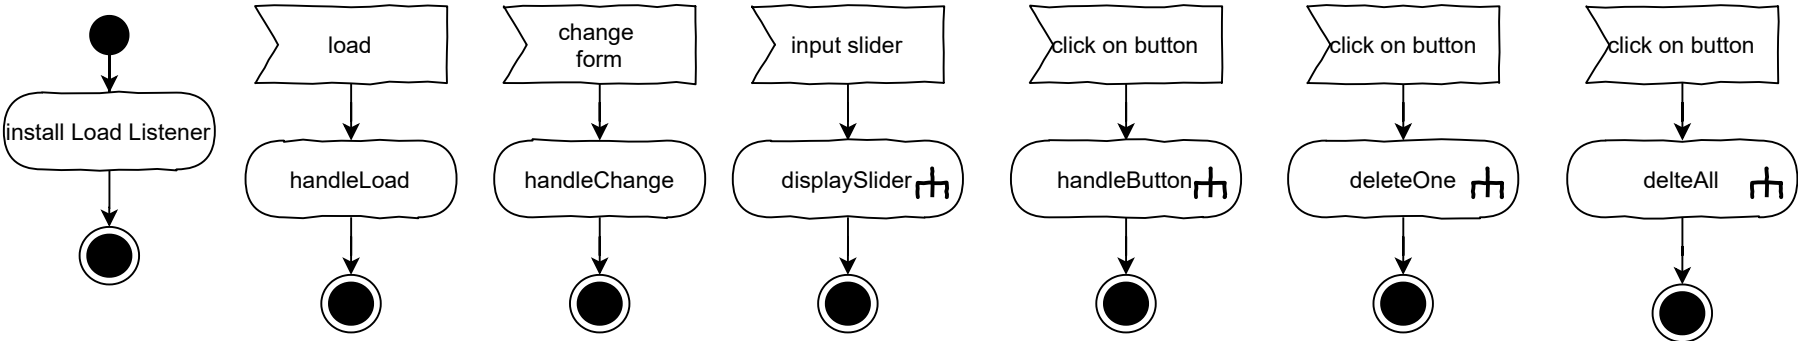 load
change
form
input slider
click on button
click on button
click on button
install Load Listener
handleLoad
handleChange
displaySlider
handleButton
deleteOne
delteAll